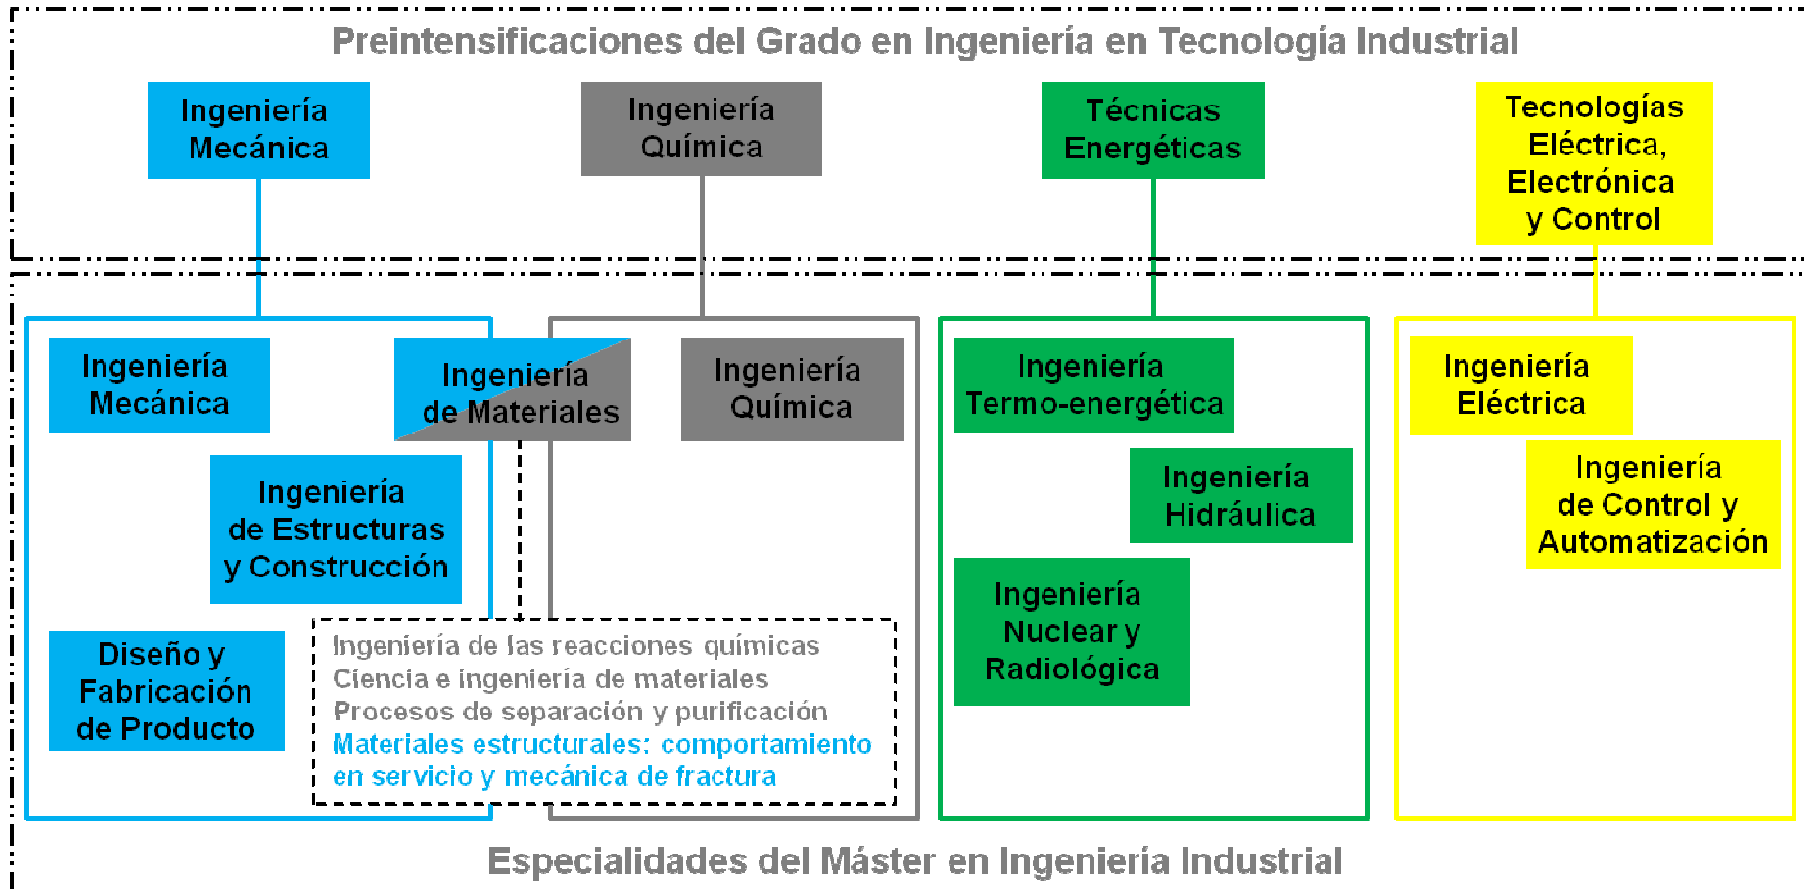 Preintensificaciones del Grado en Ingeniería en Tecnología Industrial
Ingeniería
Mecánica
Ingeniería
Química
Técnicas
Energéticas
Tecnologías
Eléctrica,
Electrónica
y Control
Ingeniería
Mecánica
Ingeniería
de Estructuras
y Construcción
Diseño y
Fabricación
de Producto
Ingeniería
de Materiales
Ingeniería
Química
Ingeniería de las reacciones químicas
Ciencia e ingeniería de materiales
Procesos de separación y purificación
Materiales estructurales: comportamiento
en servicio y mecánica de fractura
Ingeniería
Termo-energética
Ingeniería
Hidráulica
Ingeniería
Nuclear y
Radiológica
Ingeniería
Eléctrica
Ingeniería
de Control y
Automatización
Especialidades del Máster en Ingeniería Industrial